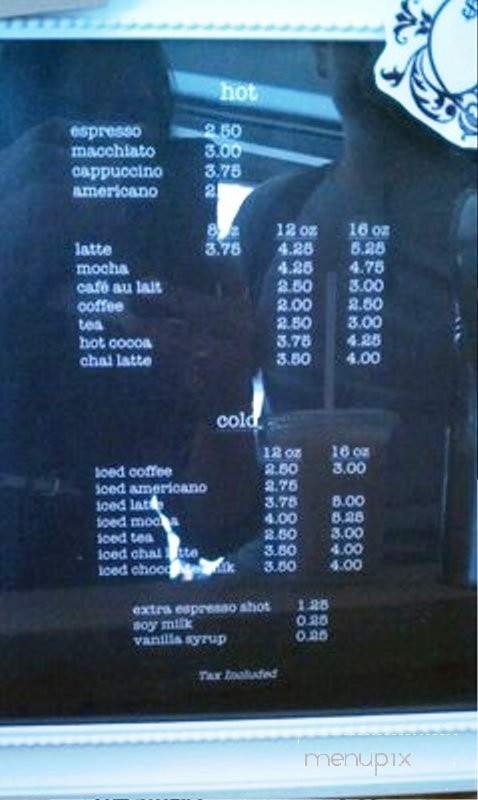 $
hot
espresso 2.50
macchiato 3.00
cappuccino 3.75
americano
12 oz 16 oz
latte 3.75 4.25 5.25
mocha 4.25 4.75
café au lait 2.50 3.00
coffee 2.00 2.50
tea 2.50 3.00
hot cocoa 3.75 4.25
chai latte 3.50 4.00
cold
12 oz 16 oz
iced coffee 2.50 3.00
iced americano 2.75
iced latte 3.75 5.00
iced mocha 4.00 5.25
iced tea 2.50 3.00
iced chai latte 3.50 4.00
iced chocolate milk 3.50 4.00
extra espresso shot 1.25
soy milk 0.25
vanilla syrup 0.25
Tax Included
menupix